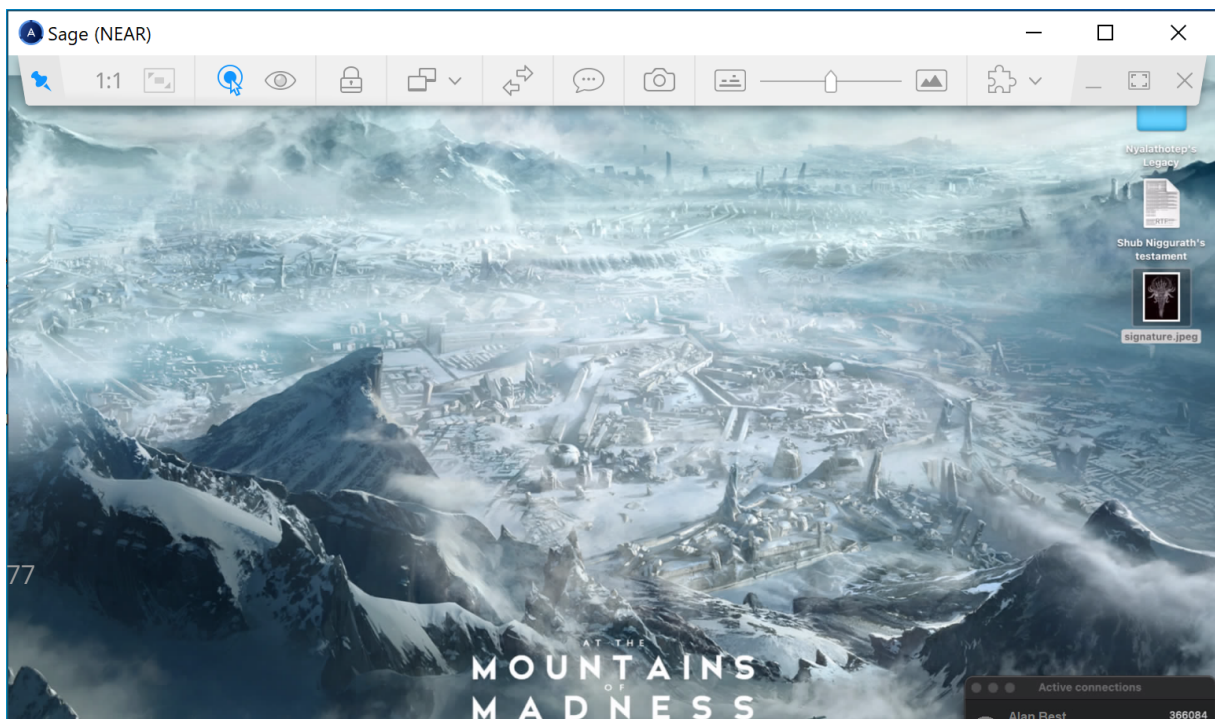 Sage (NEAR)
1:1
Nyalathotep's
Legacy
RTF
Shub Niggurath's
testament
signature.jpeg
77
AT THE
MOUNTAINS
OF
MADNESS
Active connections
Alan Best
366084